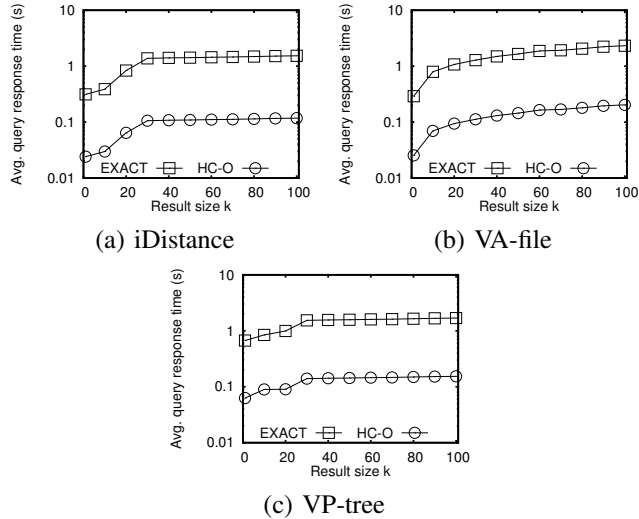 Avg. query response time (s)
10
1
0.1
0.01
EXACT HC-O
0 20 40 60 80 100
Result size k
(a) iDistance
Avg. query response time (s)
10
1
0.1
0.01
EXACT HC-O
0 20 40 60 80 100
Result size k
(b) VA-file
Avg. query response time (s)
10
1
0.1
0.01
EXACT HC-O
0 20 40 60 80 100
Result size k
(c) VP-tree